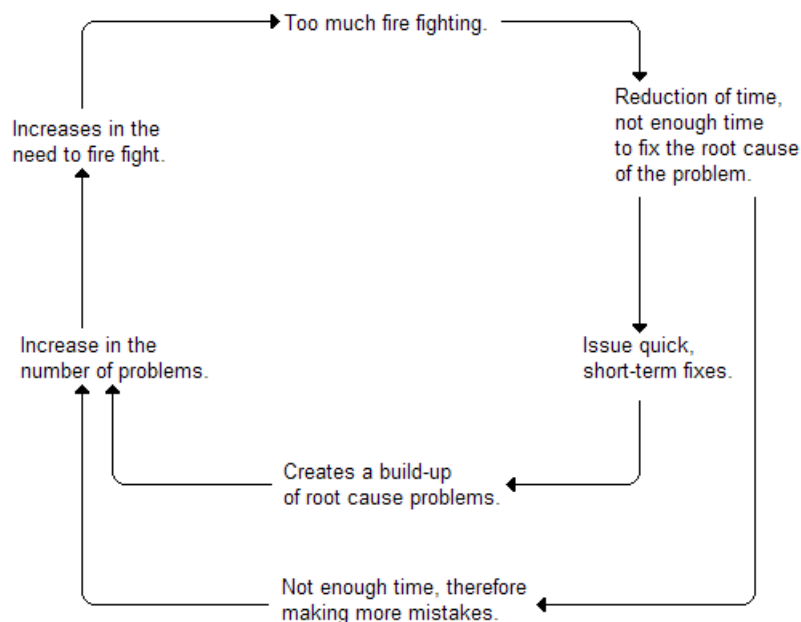 Too much fire fighting.
Reduction of time,
not enough time
to fix the root cause
of the problem.
Increases in the
need to fire fight.
Increase in the
number of problems.
Issue quick,
short-term fixes.
Creates a build-up
of root cause problems.
Not enough time, therefore
making more mistakes.